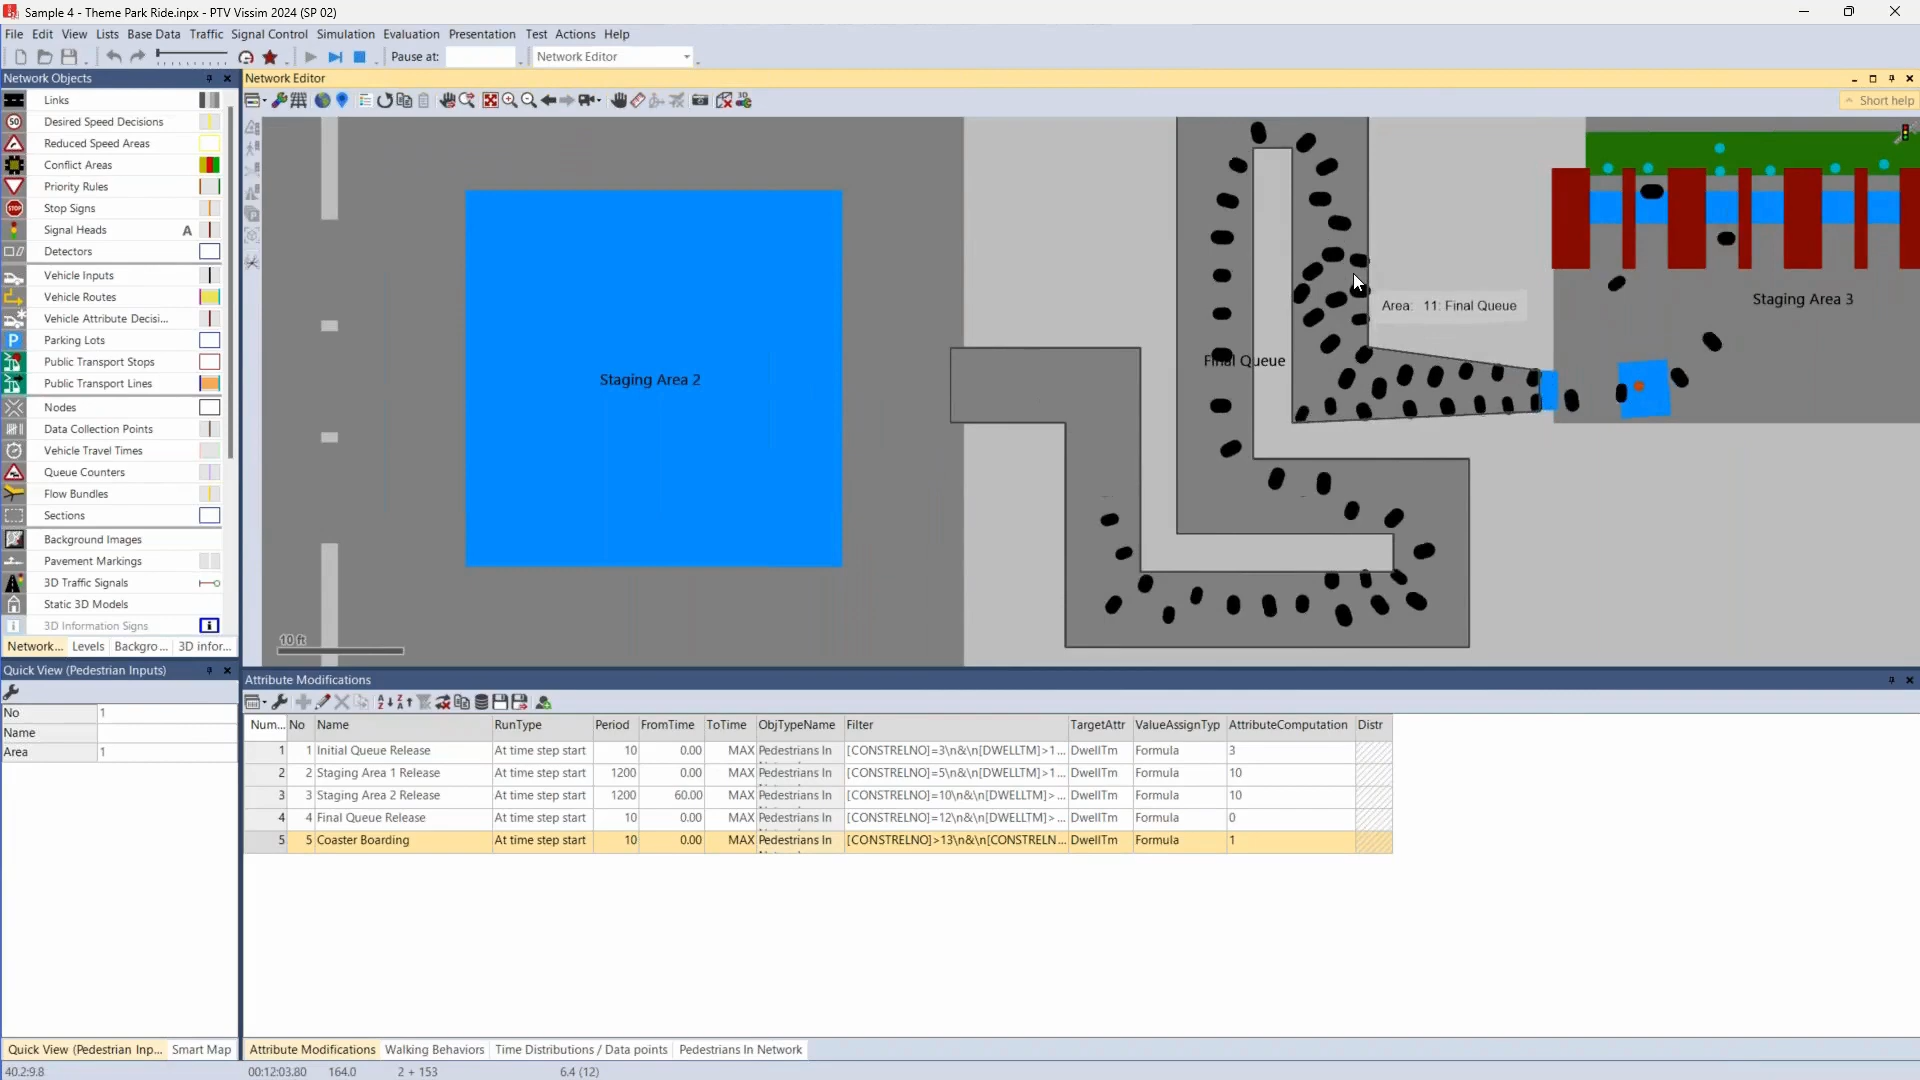 Sample 4 - Theme Park Ride.inpx - PTV Vissim 2024 (SP 02)
File Edit View Lists Base Data Traffic Signal Control Simulation Evaluation Presentation Test Actions Help
Pause at: Network Editor
Network Objects
Links
Desired Speed Decisions
Reduced Speed Areas
Conflict Areas
Priority Rules
Stop Signs
Signal Heads A
Detectors
Vehicle Inputs
Vehicle Routes
Vehicle Attribute Decisi...
Parking Lots
Public Transport Stops
Public Transport Lines
Nodes
Data Collection Points
Vehicle Travel Times
Queue Counters
Flow Bundles
Sections
Background Images
Pavement Markings
3D Traffic Signals
Static 3D Models
3D Information Signs
Network... Levels Backgro... 3D infor...
Network Editor
Short help
Staging Area 2
Final Queue
Area: 11: Final Queue
Staging Area 3
10 ft
Quick View (Pedestrian Inputs)
No 1
Name
Area 1
Quick View (Pedestrian Inp... Smart Map
Attribute Modifications
Num... No Name RunType Period FromTime ToTime ObjTypeName Filter TargetAttr ValueAssignTyp AttributeComputation Distr
1 1 Initial Queue Release At time step start 10 0.00 MAX Pedestrians In [CONSTRELNO]=3\n&\n[DWELLTM]>1... DwellTm Formula 3
2 2 Staging Area 1 Release At time step start 1200 0.00 MAX Pedestrians In [CONSTRELNO]=5\n&\n[DWELLTM]>1... DwellTm Formula 10
3 3 Staging Area 2 Release At time step start 1200 60.00 MAX Pedestrians In [CONSTRELNO]=10\n&\n[DWELLTM]>... DwellTm Formula 10
4 4 Final Queue Release At time step start 10 0.00 MAX Pedestrians In [CONSTRELNO]=12\n&\n[DWELLTM]>... DwellTm Formula 0
5 5 Coaster Boarding At time step start 10 0.00 MAX Pedestrians In [CONSTRELNO]>13\n&\n[CONSTRELN... DwellTm Formula 1
Attribute Modifications Walking Behaviors Time Distributions / Data points Pedestrians In Network
40.2:9.8 00:12:03.80 164.0 2 + 153 6.4 (12)